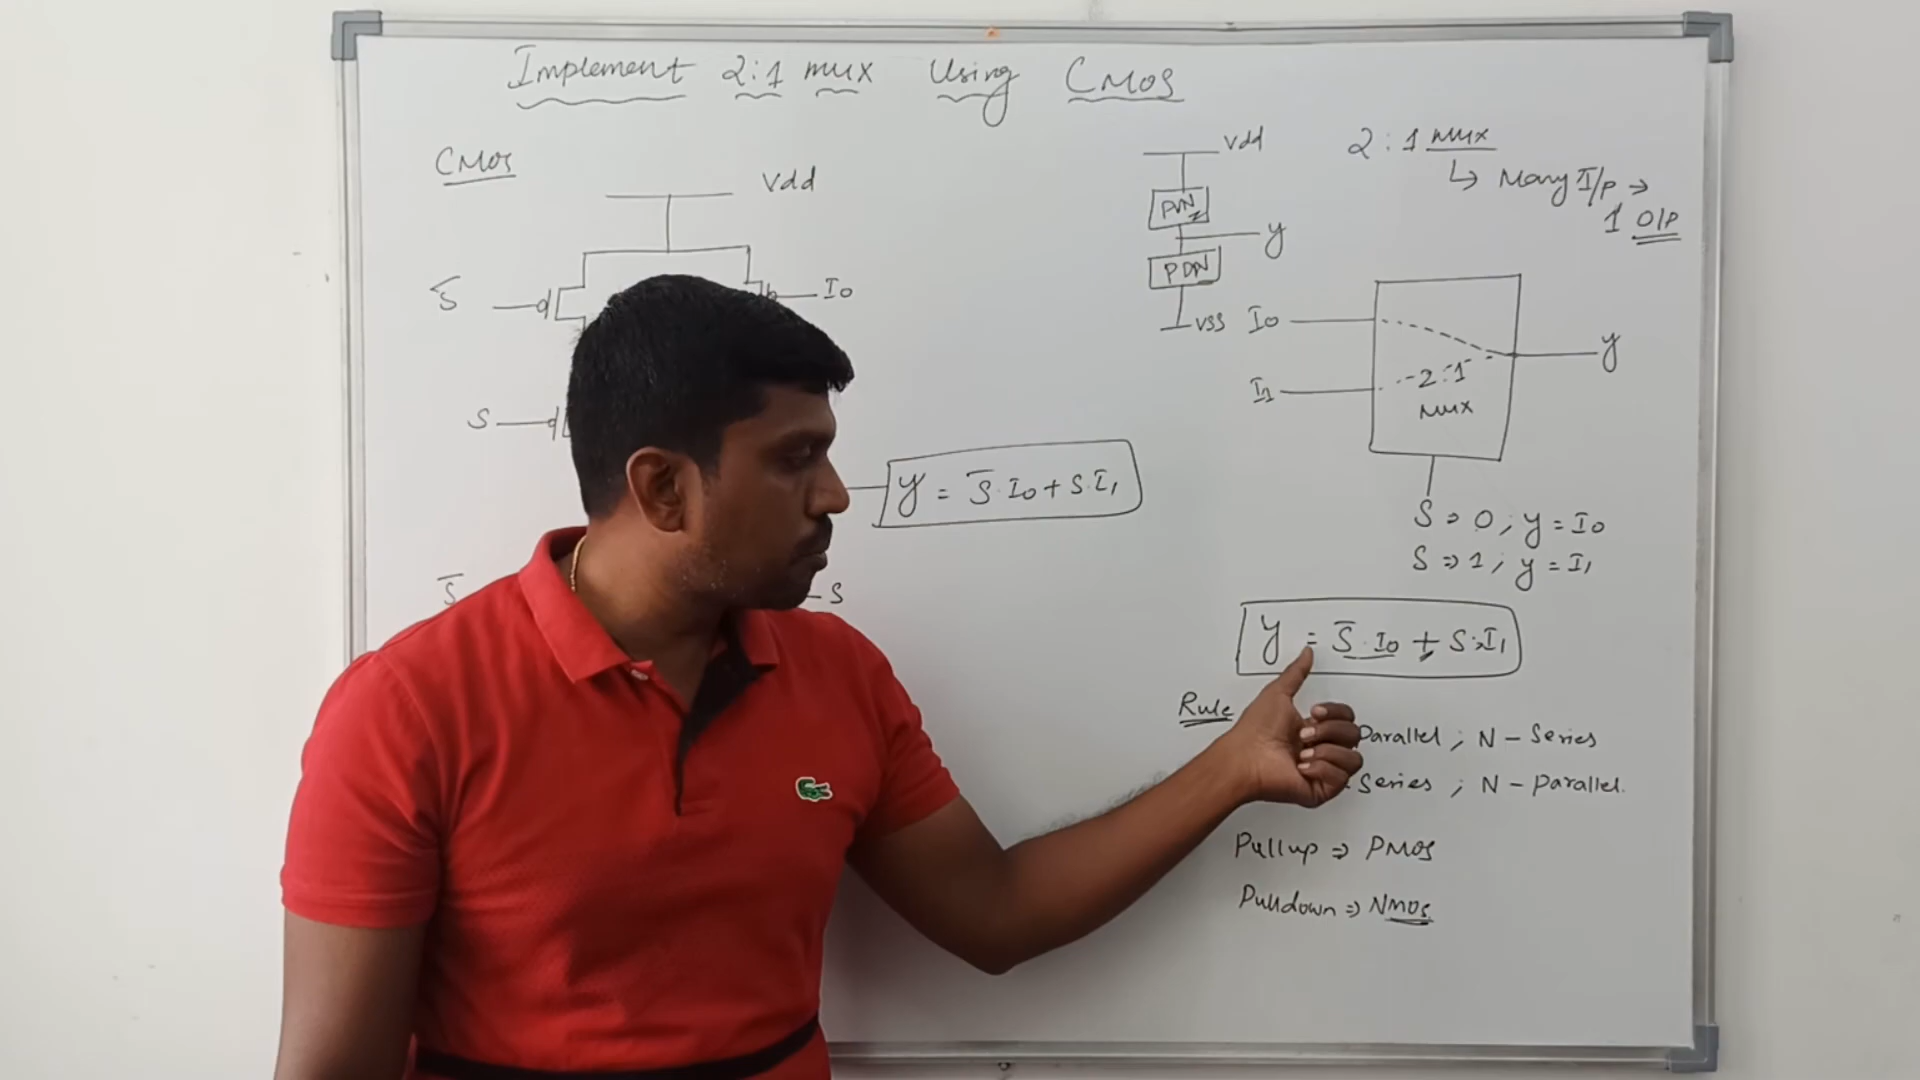 Implement 2:1 mux Using CMOS
CMOS
Vdd
S̅
I0
S
y = S̅·I0 + S·I1
S̅
S
Vdd
PUN
y
PDN
VSS
2:1 mux
↳ Many I/P →
1 O/P
I0
I1
2:1
mux
y
S ⇒ 0; y = I0
S ⇒ 1; y = I1
y = S̅·I0 + S·I1
Rule
Parallel; N - Series
Series; N - Parallel.
Pullup ⇒ PMOS
Pulldown ⇒ NMOS